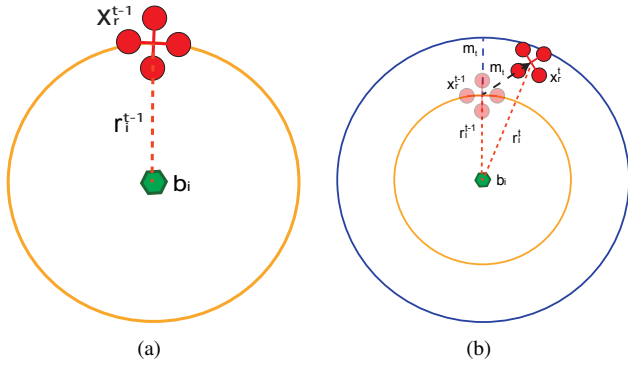 x_r^{t-1}
r_i^{t-1}
b_i
(a)
m_t
x_r^{t-1}
m_t
x_r^t
r_i^{t-1}
r_i^t
b_i
(b)